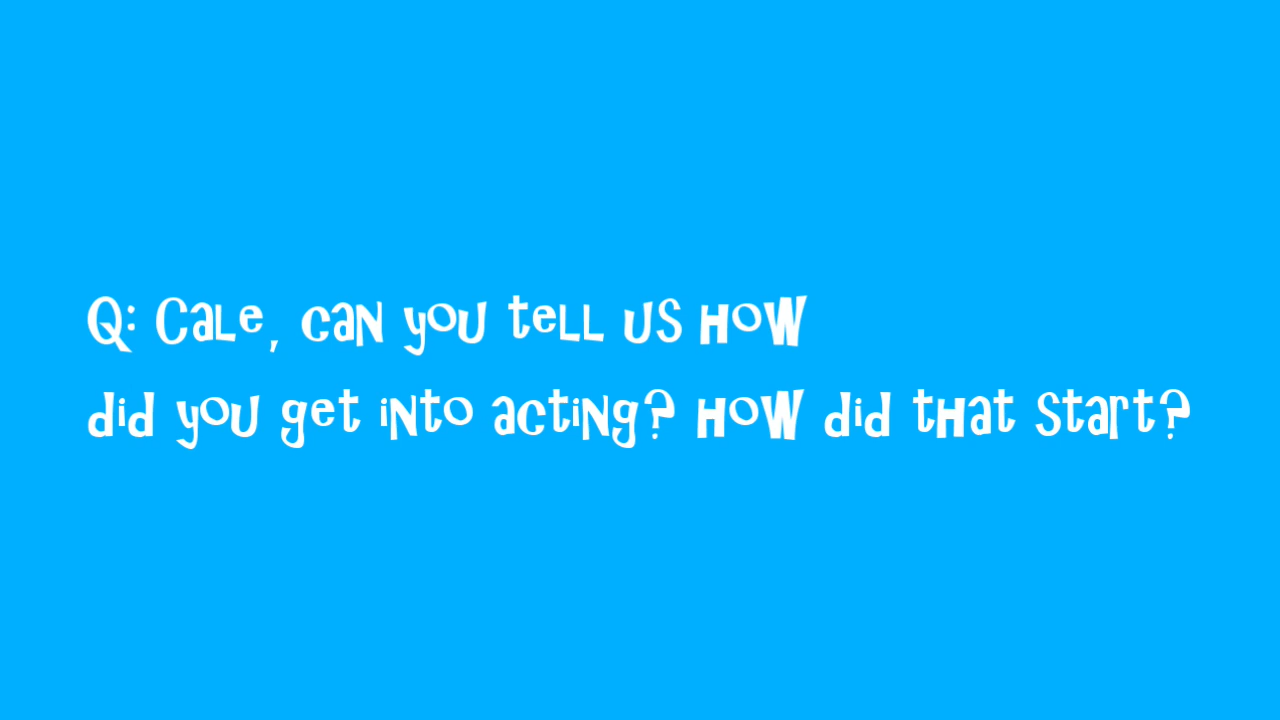 Q: Cale, can you tell us how
did you get into acting? How did that start?